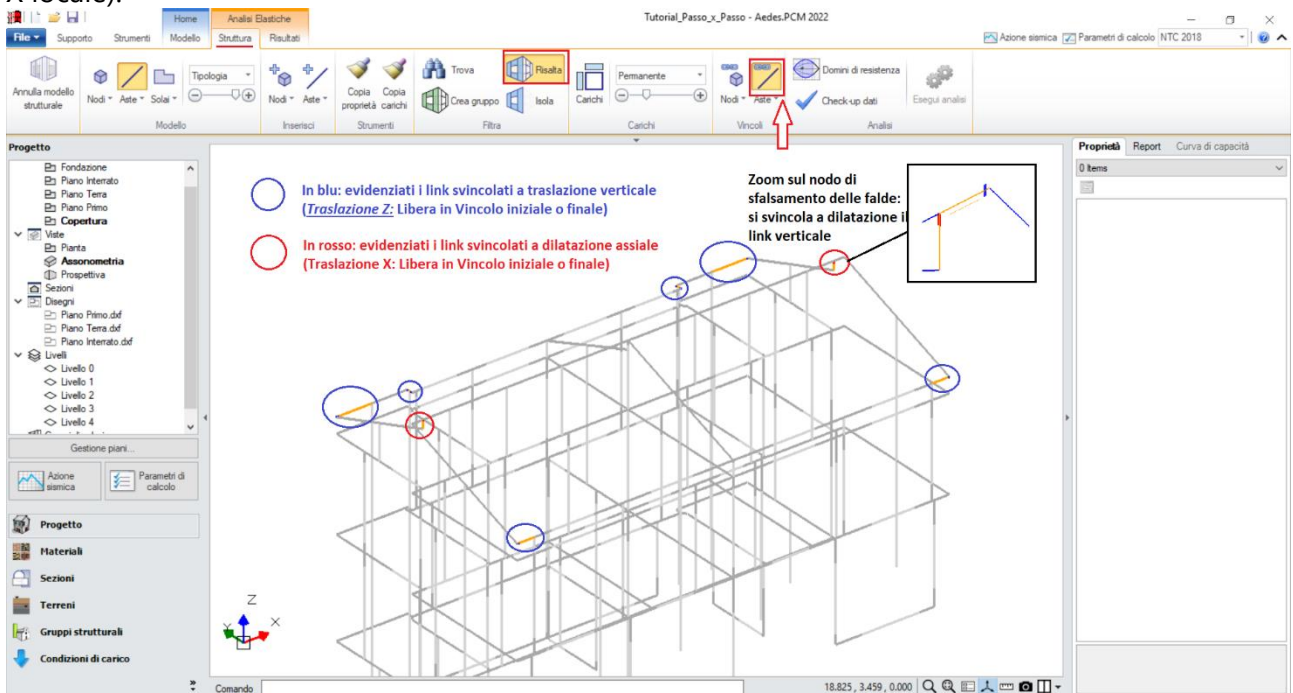 X locale).
Tutorial_Passo_x_Passo - Aedes.PCM 2022
Home
Analisi Elastiche
File
Supporto
Strumenti
Modello
Struttura
Risultati
Azione sismica
Parametri di calcolo
NTC 2018
Annulla modello strutturale
Nodi
Aste
Solai
Tipologia
Modello
Nodi
Aste
Inserisci
Copia proprietà
Copia carichi
Strumenti
Trova
Crea gruppo
Risalta
Isola
Filtra
Carichi
Permanente
Carichi
Nodi
Aste
Vincoli
Domini di resistenza
Check-up dati
Esegui analisi
Analisi
Progetto
Fondazione
Piano Interrato
Piano Terra
Piano Primo
Copertura
Viste
Pianta
Assonometria
Prospettiva
Sezioni
Disegni
Piano Primo.dxf
Piano Terra.dxf
Piano Interrato.dxf
Livelli
Livello 0
Livello 1
Livello 2
Livello 3
Livello 4
Gestione piani...
Azione sismica
Parametri di calcolo
Progetto
Materiali
Sezioni
Terreni
Gruppi strutturali
Condizioni di carico
In blu: evidenziati i link svincolati a traslazione verticale
(Traslazione Z: Libera in Vincolo iniziale o finale)
In rosso: evidenziati i link svincolati a dilatazione assiale
(Traslazione X: Libera in Vincolo iniziale o finale)
Zoom sul nodo di
sfalsamento delle falde:
si svincola a dilatazione il
link verticale
Z
Y
X
Comando
18.825 , 3.459 , 0.000
Proprietà
Report
Curva di capacità
0 Items